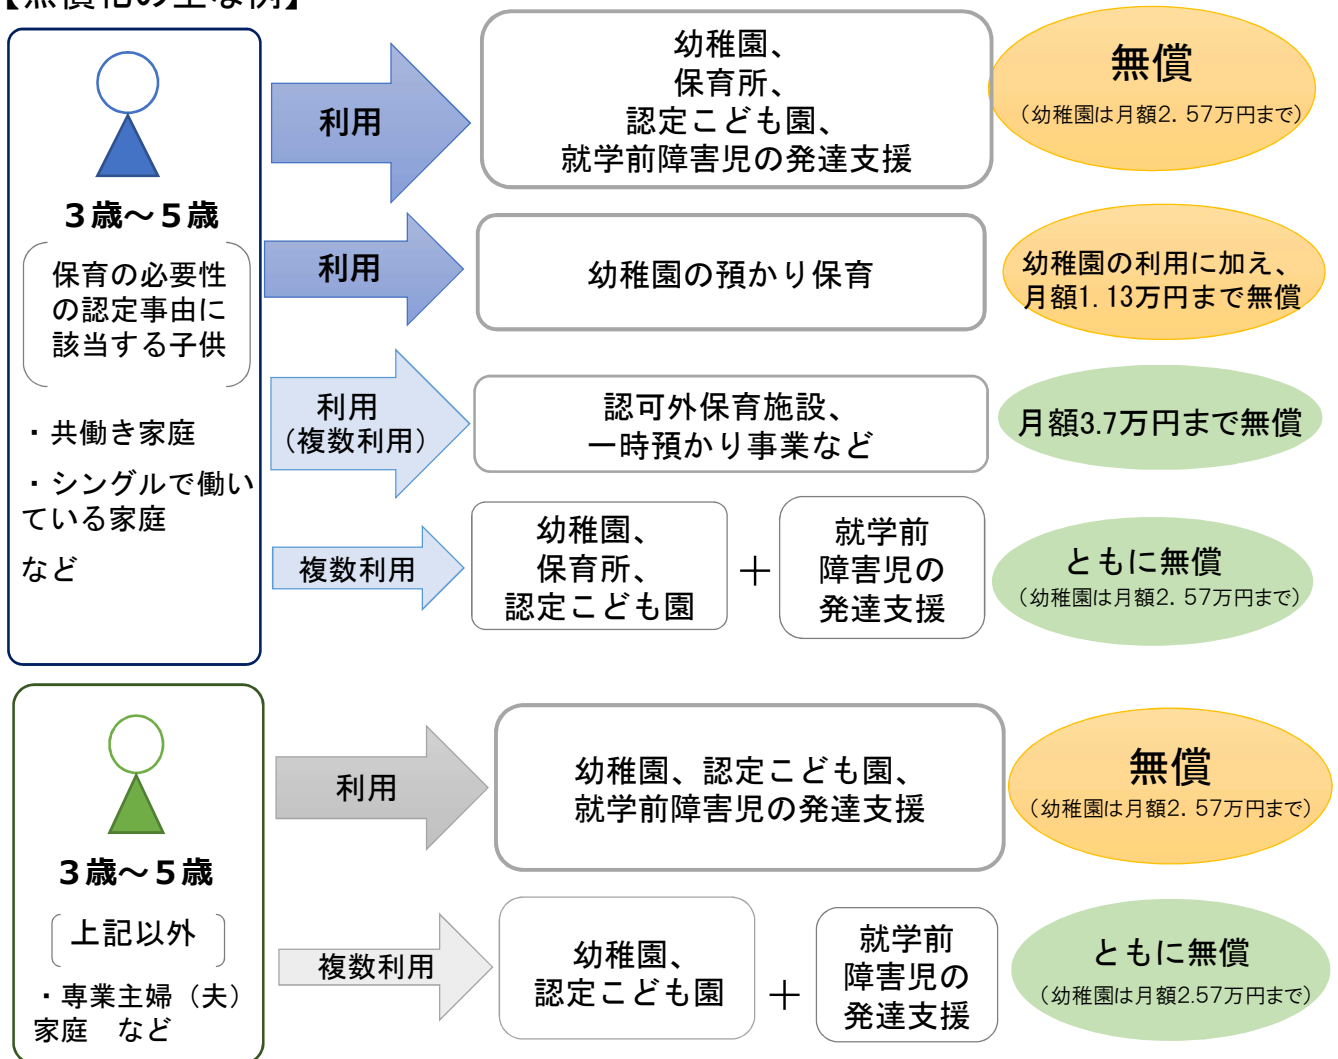 【無償化の主な例】
３歳～５歳
保育の必要性
の認定事由に
該当する子供
・共働き家庭
・シングルで働い
ている家庭
など
利用
幼稚園、
保育所、
認定こども園、
就学前障害児の発達支援
無償
（幼稚園は月額2．57万円まで）
利用
幼稚園の預かり保育
幼稚園の利用に加え、
月額1.13万円まで無償
利用
（複数利用）
認可外保育施設、
一時預かり事業など
月額3.7万円まで無償
複数利用
幼稚園、
保育所、
認定こども園
＋
就学前
障害児の
発達支援
ともに無償
（幼稚園は月額2．57万円まで）
３歳～５歳
上記以外
・専業主婦（夫）
家庭　など
利用
幼稚園、認定こども園、
就学前障害児の発達支援
無償
（幼稚園は月額2．57万円まで）
複数利用
幼稚園、
認定こども園
＋
就学前
障害児の
発達支援
ともに無償
（幼稚園は月額2.57万円まで）